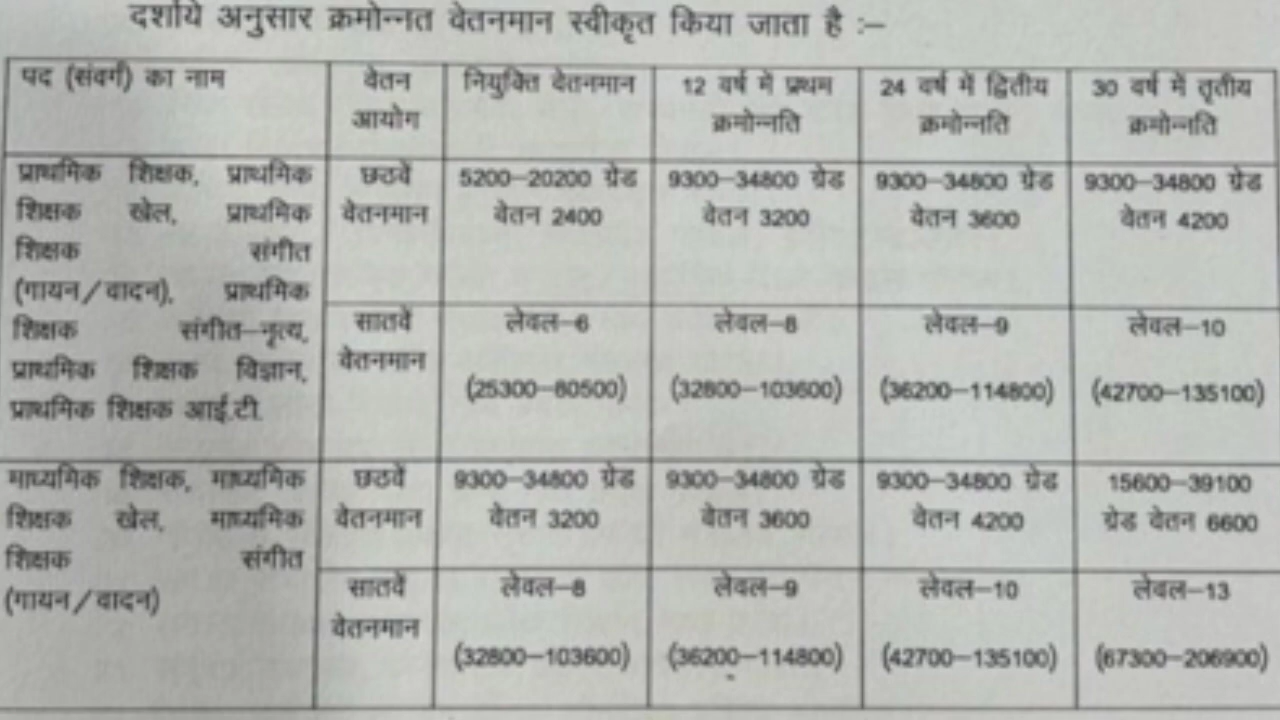 दर्शाये अनुसार क्रमोन्नत वेतनमान स्वीकृत किया जाता है :–
पद (संवर्ग) का नाम
वेतन
आयोग
नियुक्ति वेतनमान
12 वर्ष में प्रथम
क्रमोन्नति
24 वर्ष में द्वितीय
क्रमोन्नति
30 वर्ष में तृतीय
क्रमोन्नति
प्राथमिक शिक्षक, प्राथमिक
शिक्षक खेल, प्राथमिक
शिक्षक संगीत
(गायन/वादन), प्राथमिक
शिक्षक संगीत–नृत्य,
प्राथमिक शिक्षक विज्ञान,
प्राथमिक शिक्षक आई.टी.
छठवें
वेतनमान
5200–20200 ग्रेड
वेतन 2400
9300–34800 ग्रेड
वेतन 3200
9300–34800 ग्रेड
वेतन 3600
9300–34800 ग्रेड
वेतन 4200
सातवें
वेतनमान
लेवल–6
(25300–80500)
लेवल–8
(32800–103600)
लेवल–9
(36200–114800)
लेवल–10
(42700–135100)
माध्यमिक शिक्षक, माध्यमिक
शिक्षक खेल, माध्यमिक
शिक्षक संगीत
(गायन/वादन)
छठवें
वेतनमान
9300–34800 ग्रेड
वेतन 3200
9300–34800 ग्रेड
वेतन 3600
9300–34800 ग्रेड
वेतन 4200
15600–39100
ग्रेड वेतन 6600
सातवें
वेतनमान
लेवल–8
(32800–103600)
लेवल–9
(36200–114800)
लेवल–10
(42700–135100)
लेवल–13
(67300–206900)